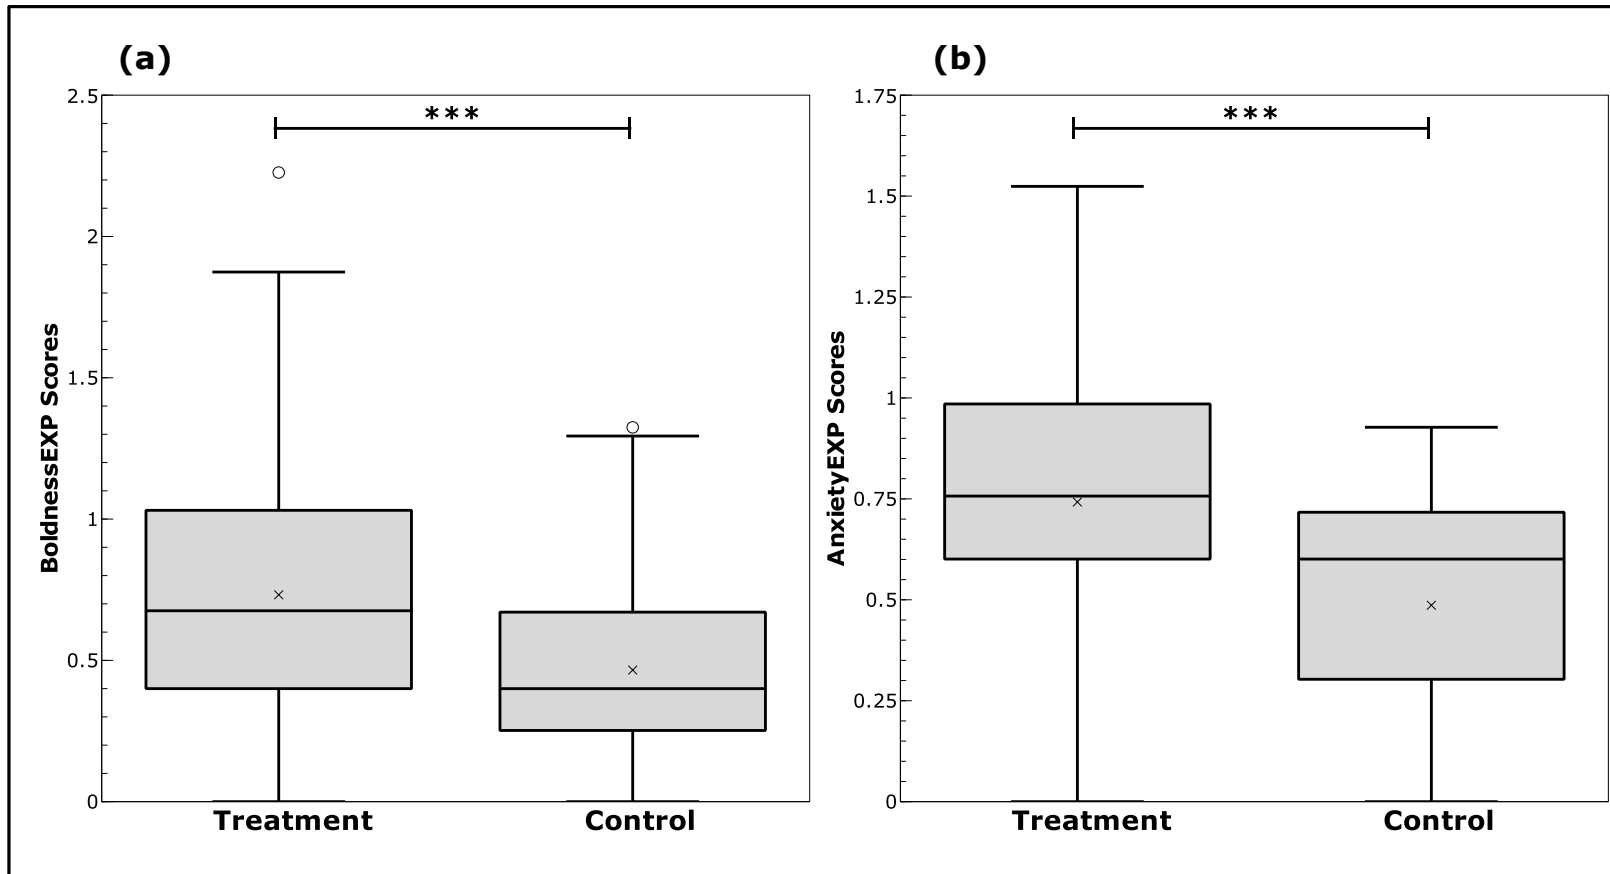 (a)
***
2.5
2
1.5
1
0.5
0
BoldnessEXP Scores
Treatment
Control
(b)
***
1.75
1.5
1.25
1
0.75
0.5
0.25
0
AnxietyEXP Scores
Treatment
Control